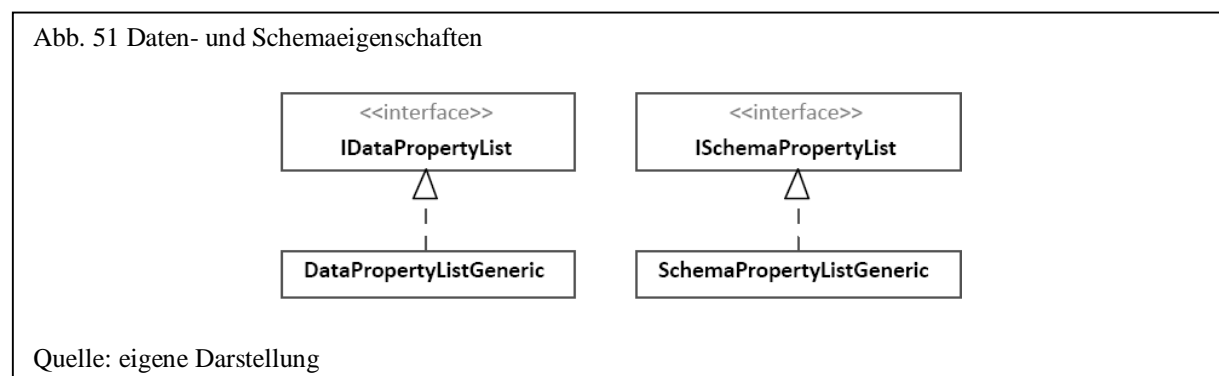 Abb. 51 Daten- und Schemaeigenschaften
<<interface>>
IDataPropertyList
<<interface>>
ISchemaPropertyList
DataPropertyListGeneric
SchemaPropertyListGeneric
Quelle: eigene Darstellung